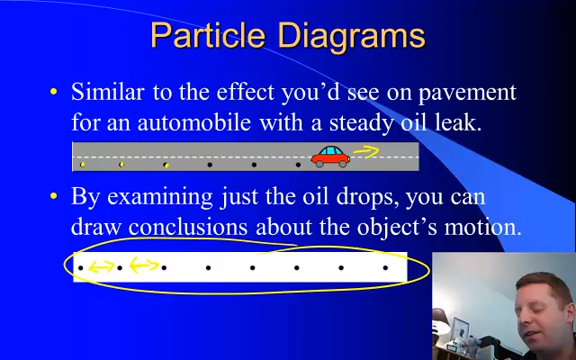 Particle Diagrams
• Similar to the effect you'd see on pavement
for an automobile with a steady oil leak.
• By examining just the oil drops, you can
draw conclusions about the object's motion.